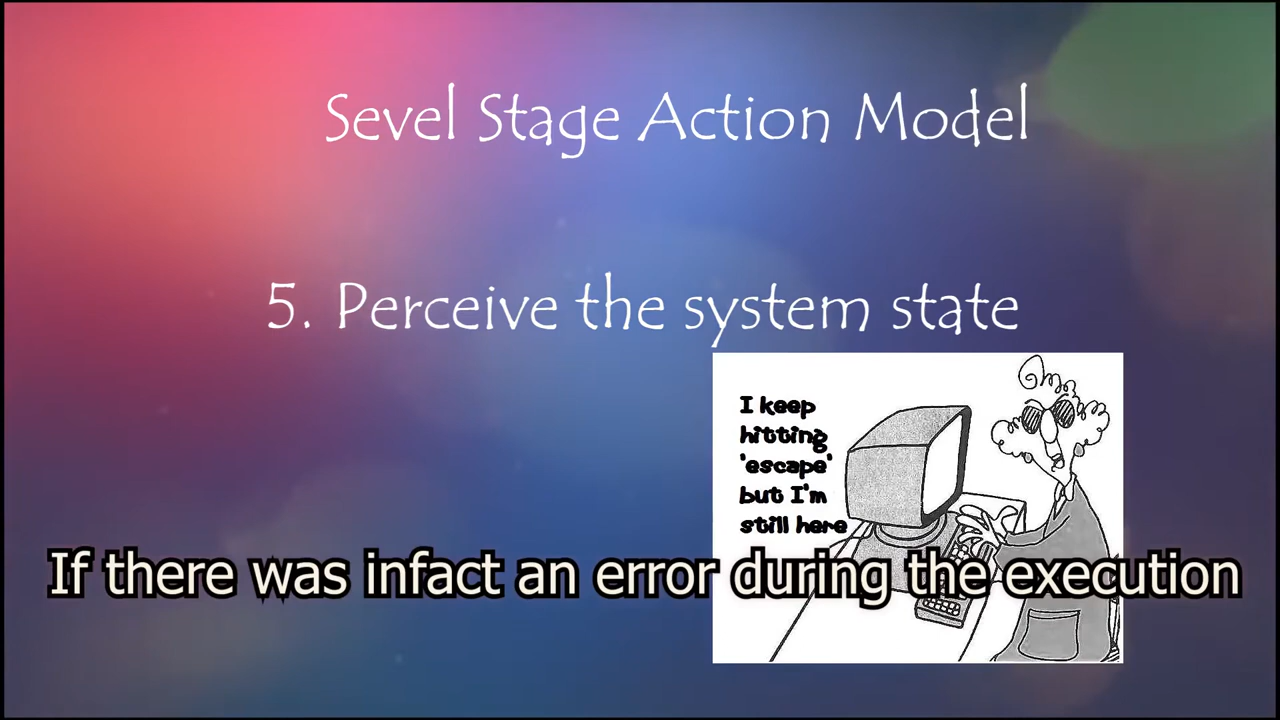 Sevel Stage Action Model
5. Perceive the system state
I keep
hitting
'escape'
but I'm
still here
If there was infact an error during the execution